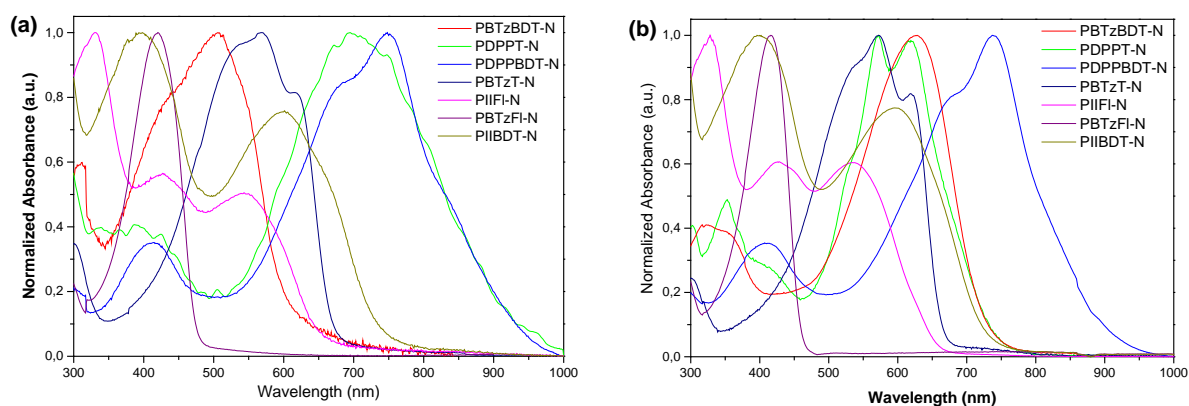 (a)
PBTzBDT-N
PDPPT-N
PDPPBDT-N
PBTzT-N
PIIFl-N
PBTzFl-N
PIIBDT-N
Normalized Absorbance (a.u.)
1,0
0,8
0,6
0,4
0,2
0,0
300 400 500 600 700 800 900 1000
Wavelength (nm)
(b)
PBTzBDT-N
PDPPT-N
PDPPBDT-N
PBTzT-N
PIIFl-N
PBTzFl-N
PIIBDT-N
Normalized Absorbance (a.u.)
1,0
0,8
0,6
0,4
0,2
0,0
300 400 500 600 700 800 900 1000
Wavelength (nm)